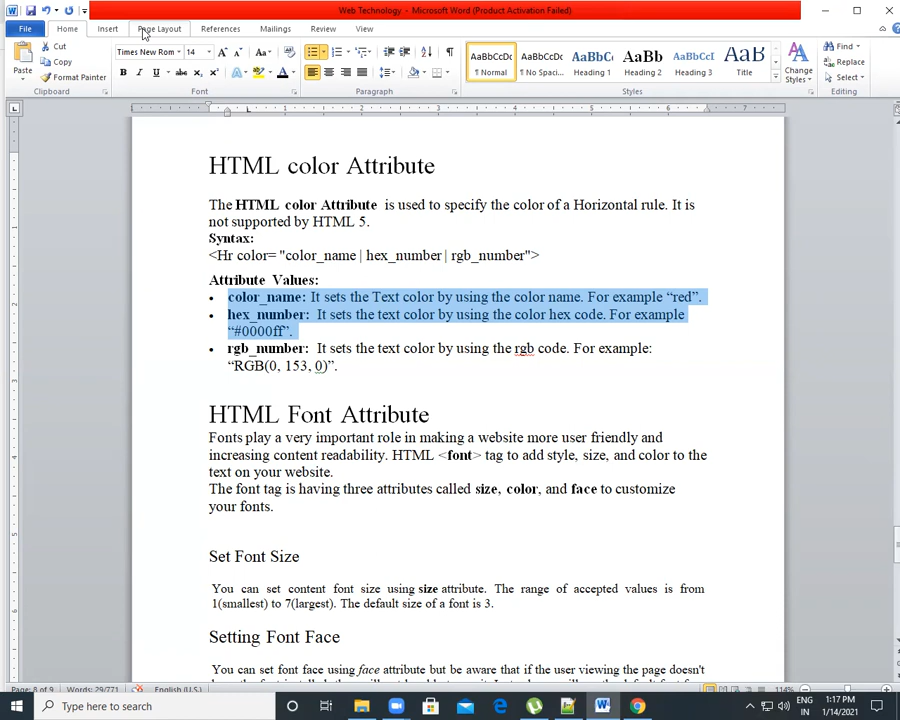 Web Technology - Microsoft Word (Product Activation Failed)
File Home Insert Page Layout References Mailings Review View
Paste Cut Copy Format Painter
Times New Rom 14
AaBbCcDc AaBbCcDc AaBbC AaBbCc AaBbCcI AaB
¶ Normal ¶ No Spaci... Heading 1 Heading 2 Heading 3 Title
Change Styles
Find Replace Select
Clipboard Font Paragraph Styles Editing
HTML color Attribute
The HTML color Attribute is used to specify the color of a Horizontal rule. It is
not supported by HTML 5.
Syntax:
<Hr color= "color_name | hex_number | rgb_number">
Attribute Values:
• color_name: It sets the Text color by using the color name. For example “red”.
• hex_number: It sets the text color by using the color hex code. For example
“#0000ff”.
• rgb_number: It sets the text color by using the rgb code. For example:
“RGB(0, 153, 0)”.
HTML Font Attribute
Fonts play a very important role in making a website more user friendly and
increasing content readability. HTML <font> tag to add style, size, and color to the
text on your website.
The font tag is having three attributes called size, color, and face to customize
your fonts.
Set Font Size
You can set content font size using size attribute. The range of accepted values is from
1(smallest) to 7(largest). The default size of a font is 3.
Setting Font Face
You can set font face using face attribute but be aware that if the user viewing the page doesn't
Page: 8 of 9 Words: 29/771 English (U.S.) 114%
Type here to search
ENG
IN
1:17 PM
1/14/2021